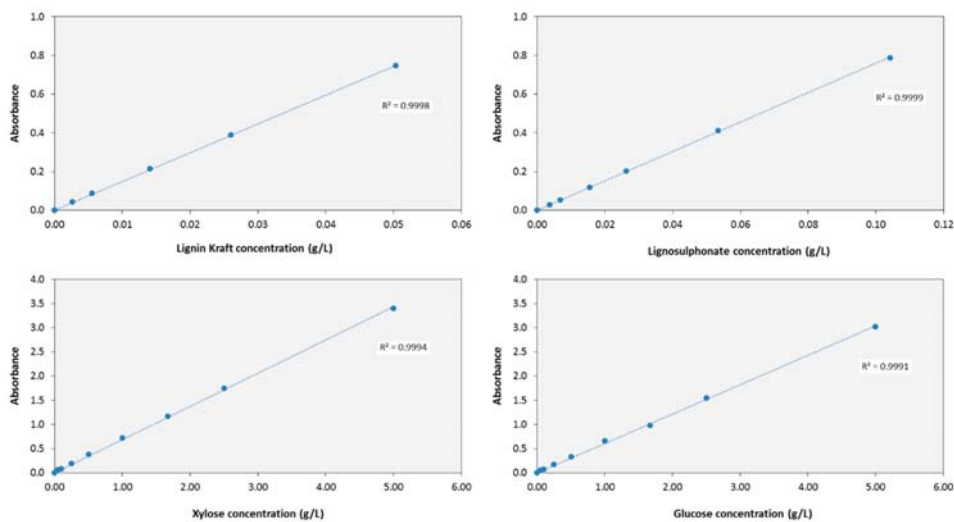 1.0
0.8
0.6
0.4
0.2
0.0
Absorbance
R² = 0.9998
0.00 0.01 0.02 0.03 0.04 0.05 0.06
Lignin Kraft concentration (g/L)
1.0
0.8
0.6
0.4
0.2
0.0
Absorbance
R² = 0.9999
0.00 0.02 0.04 0.06 0.08 0.10 0.12
Lignosulphonate concentration (g/L)
4.0
3.5
3.0
2.5
2.0
1.5
1.0
0.5
0.0
Absorbance
R² = 0.9994
0.00 1.00 2.00 3.00 4.00 5.00 6.00
Xylose concentration (g/L)
4.0
3.5
3.0
2.5
2.0
1.5
1.0
0.5
0.0
Absorbance
R² = 0.9991
0.00 1.00 2.00 3.00 4.00 5.00 6.00
Glucose concentration (g/L)